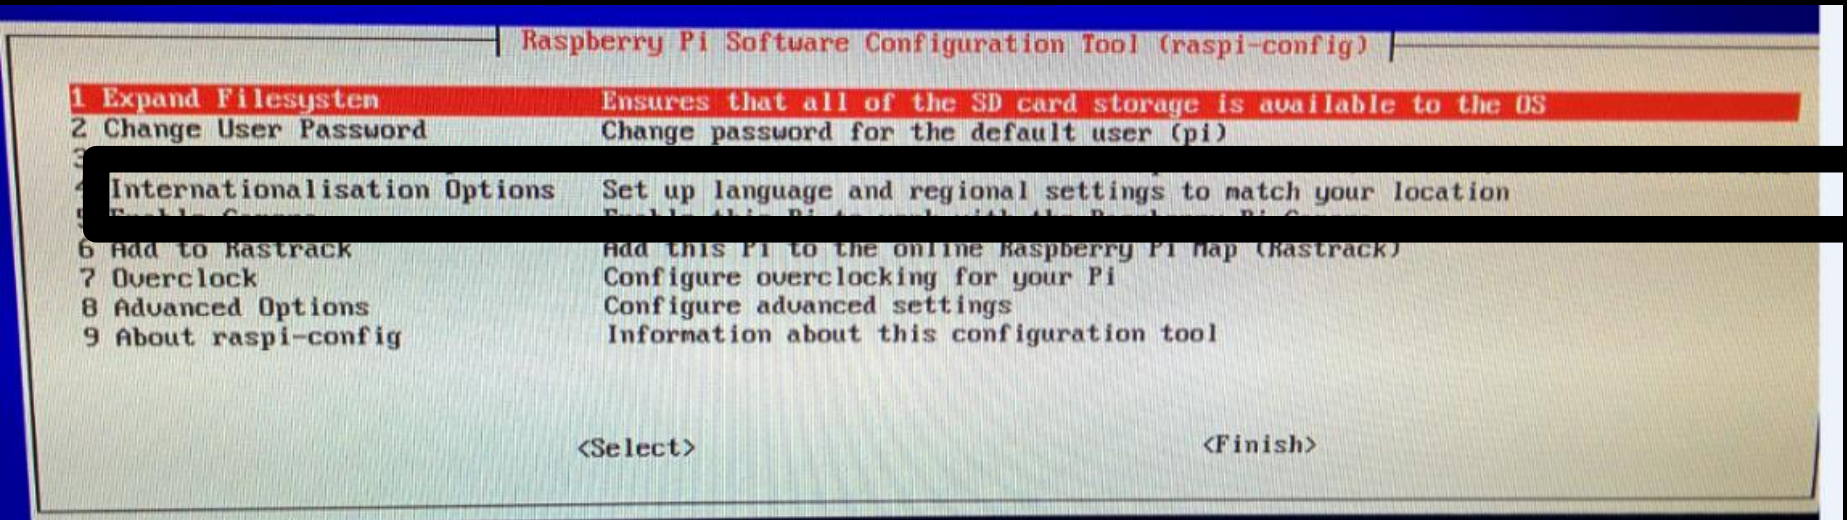 Raspberry Pi Software Configuration Tool (raspi-config)
1 Expand Filesystem Ensures that all of the SD card storage is available to the OS
2 Change User Password Change password for the default user (pi)
3
4 Internationalisation Options Set up language and regional settings to match your location
5 Enable
6 Add to Rastrack Add this Pi to the online Raspberry Pi Map (Rastrack)
7 Overclock Configure overclocking for your Pi
8 Advanced Options Configure advanced settings
9 About raspi-config Information about this configuration tool
<Select> <Finish>